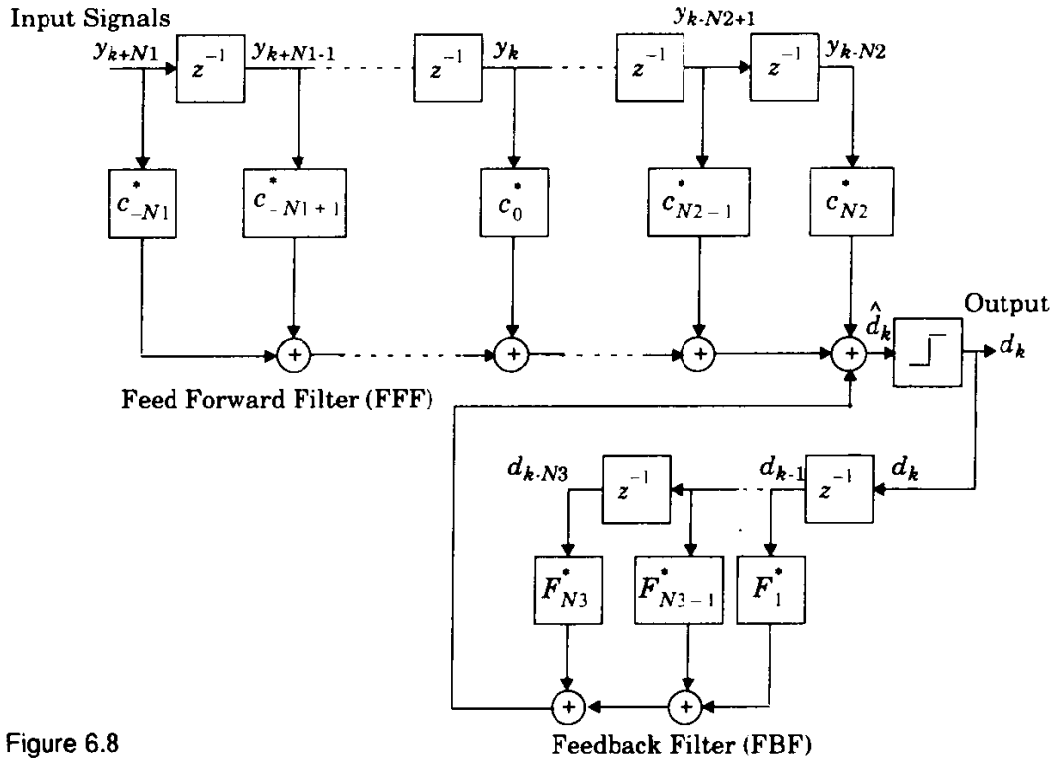 Input Signals
y_{k+N1} z^{-1} y_{k+N1-1} z^{-1} y_k z^{-1} y_{k-N2+1} z^{-1} y_{k-N2}
c^*_{-N1} c^*_{-N1+1} c^*_0 c^*_{N2-1} c^*_{N2}
+ + + + \hat{d}_k Output d_k
Feed Forward Filter (FFF)
d_{k-N3} z^{-1} d_{k-1} z^{-1} d_k
F^*_{N3} F^*_{N3-1} F^*_1
+ +
Figure 6.8
Feedback Filter (FBF)